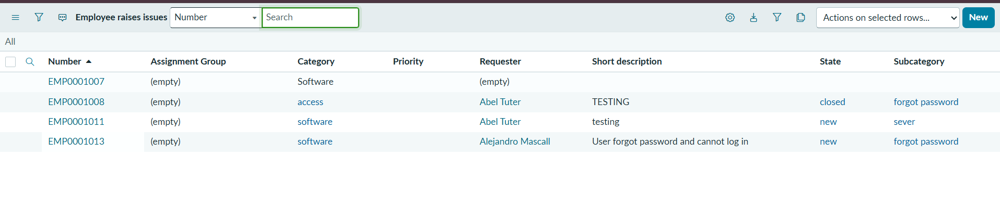 Employee raises issues Number Search Actions on selected rows... New
All
Number Assignment Group Category Priority Requester Short description State Subcategory
EMP0001007 (empty) Software (empty)
EMP0001008 (empty) access Abel Tuter TESTING closed forgot password
EMP0001011 (empty) software Abel Tuter testing new sever
EMP0001013 (empty) software Alejandro Mascall User forgot password and cannot log in new forgot password